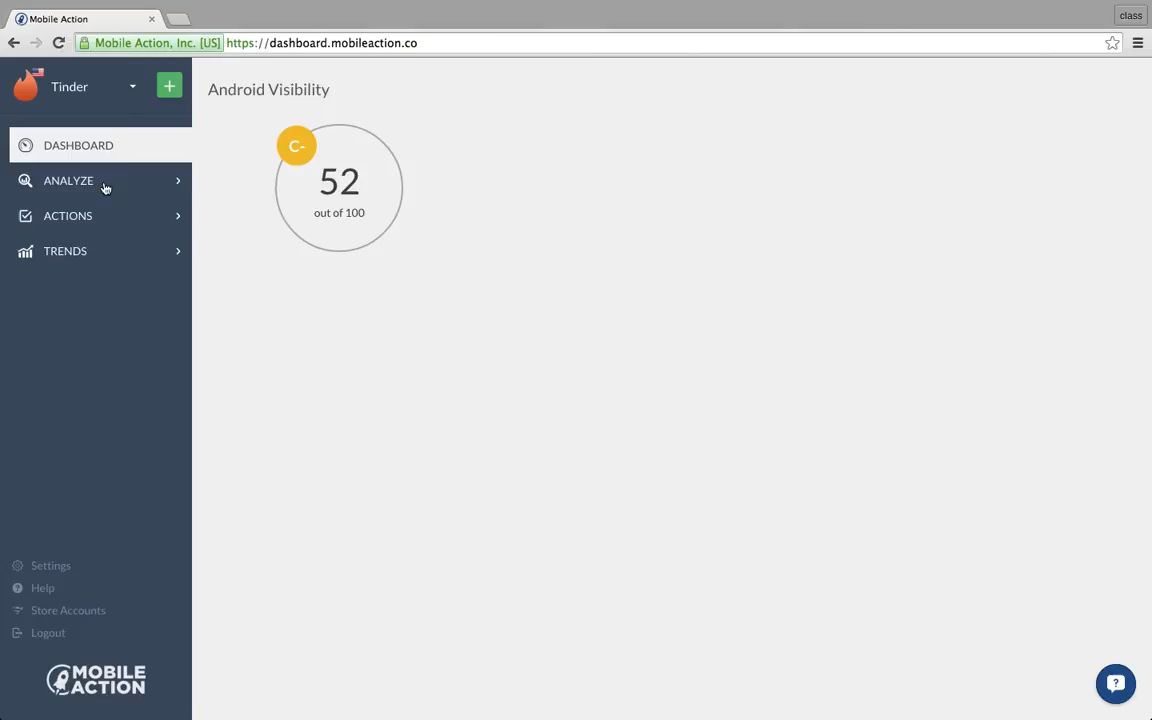 Mobile Action
class
Mobile Action, Inc. [US]
https://dashboard.mobileaction.co
Tinder
Android Visibility
DASHBOARD
C-
52
out of 100
ANALYZE
ACTIONS
TRENDS
Settings
Help
Store Accounts
Logout
MOBILE
ACTION